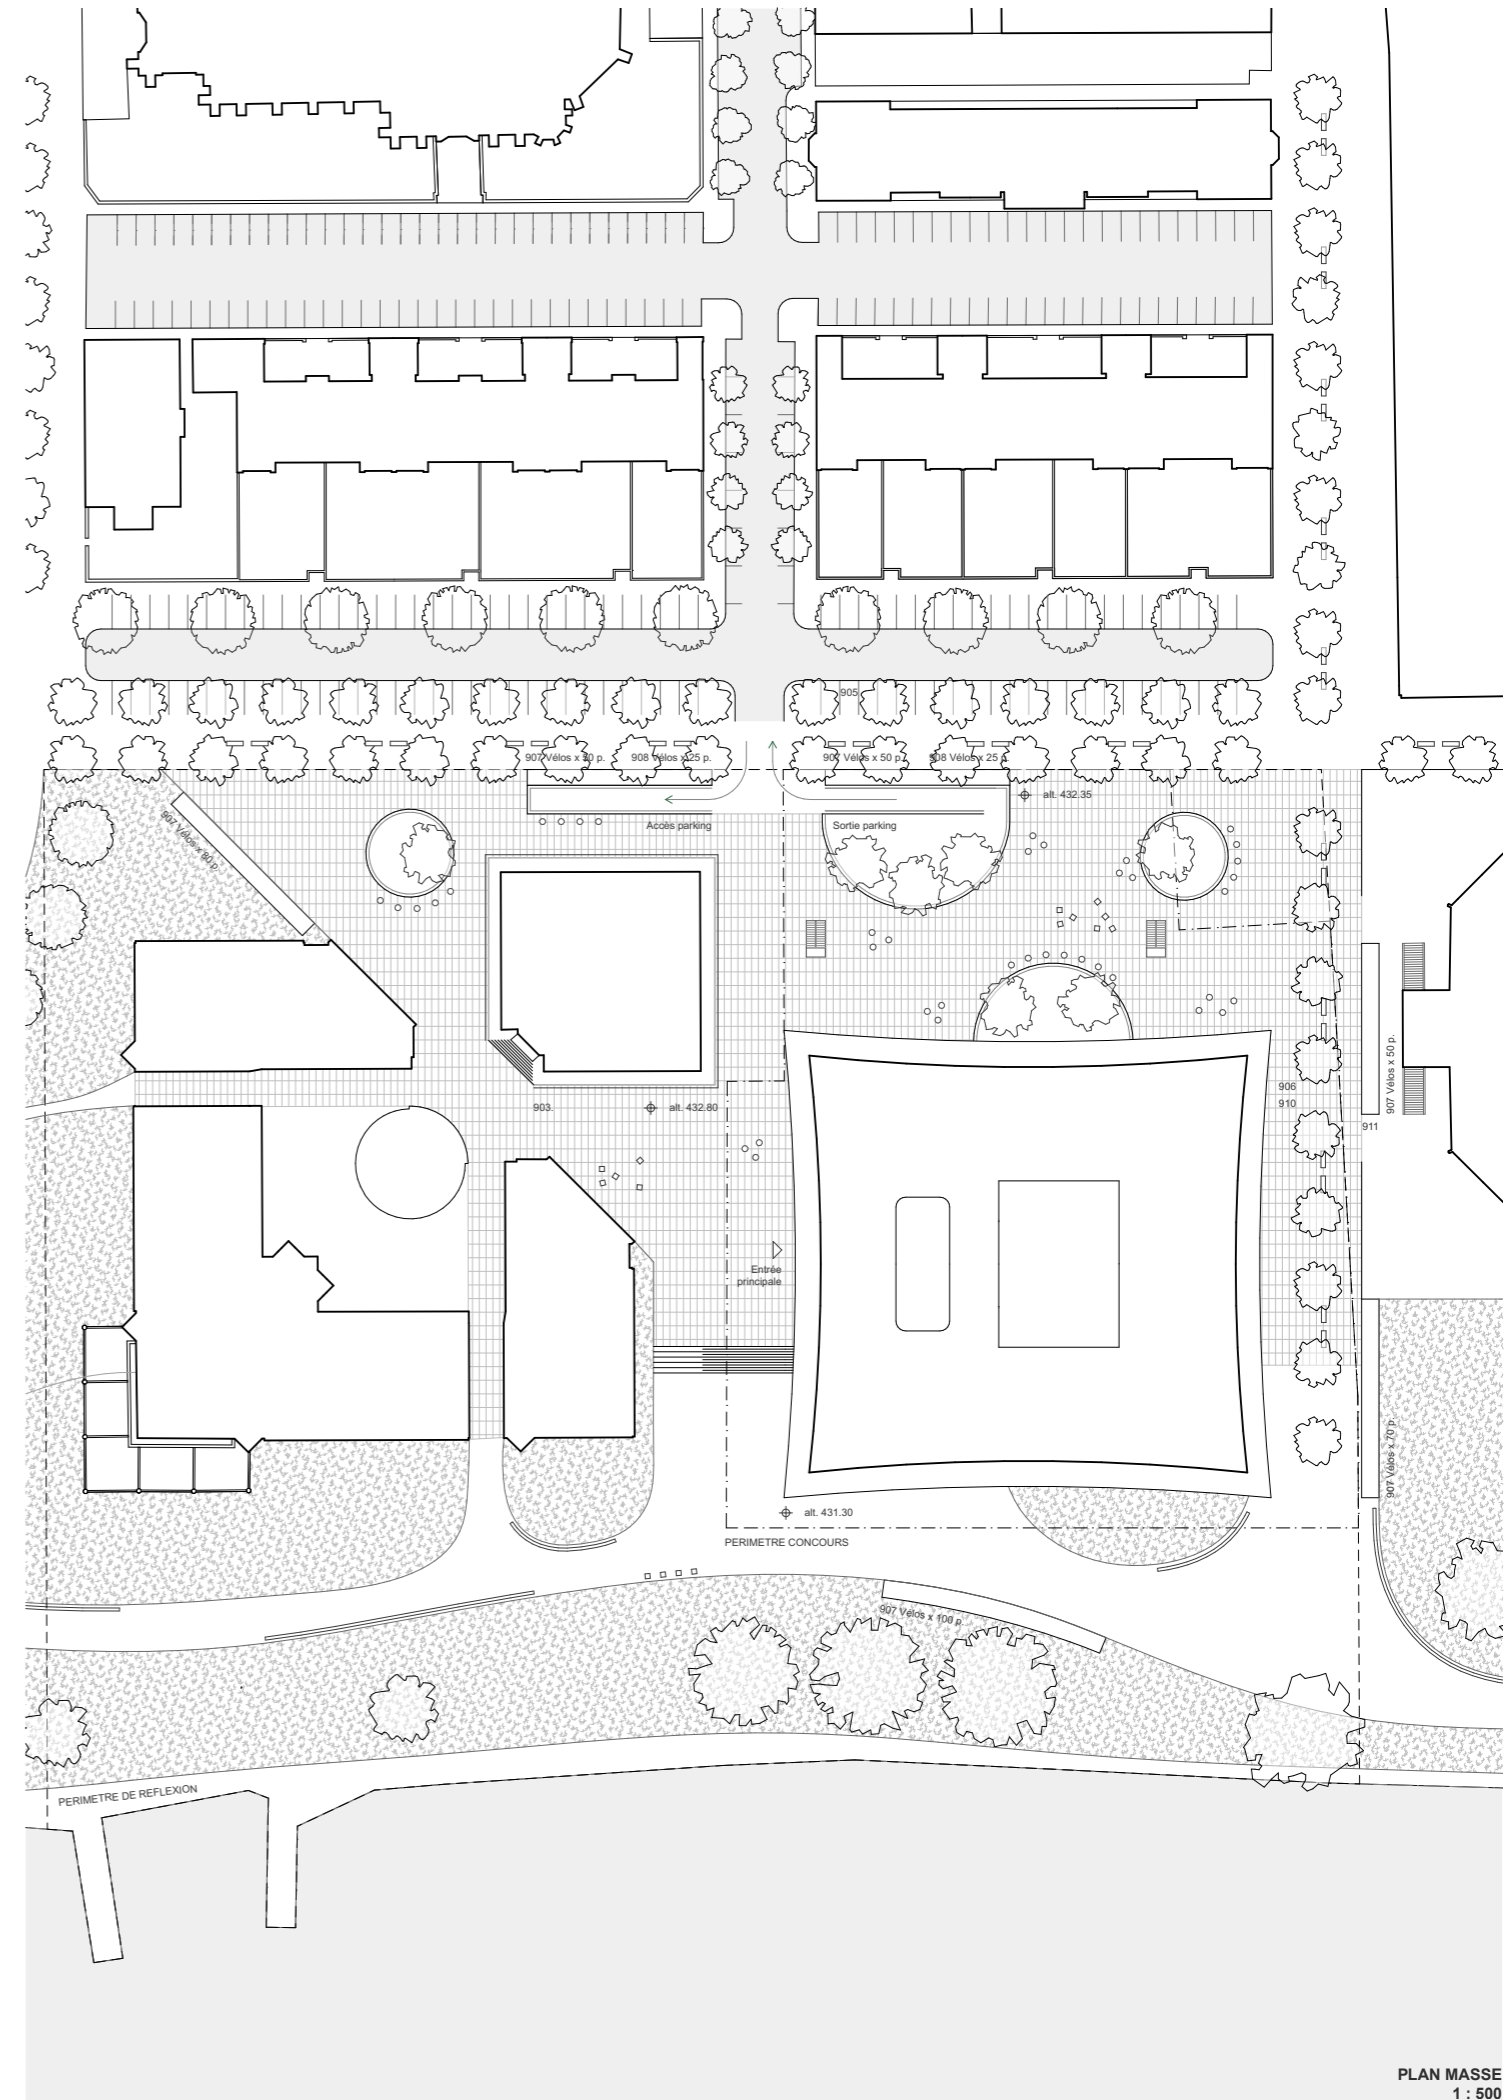 905
907 Vélos x 50 p.
908 Vélos x 25 p.
907 Vélos x 50 p.
908 Vélos x 25 p.
alt. 432.35
Accès parking
Sortie parking
907 Vélos x 80 p.
907 Vélos x 50 p.
906
910
911
903.
alt. 432.80
Entrée
principale
907 Vélos x 70 p.
alt. 431.30
PERIMETRE CONCOURS
907 Vélos x 100 p.
PERIMETRE DE REFLEXION
PLAN MASSE
1 : 500